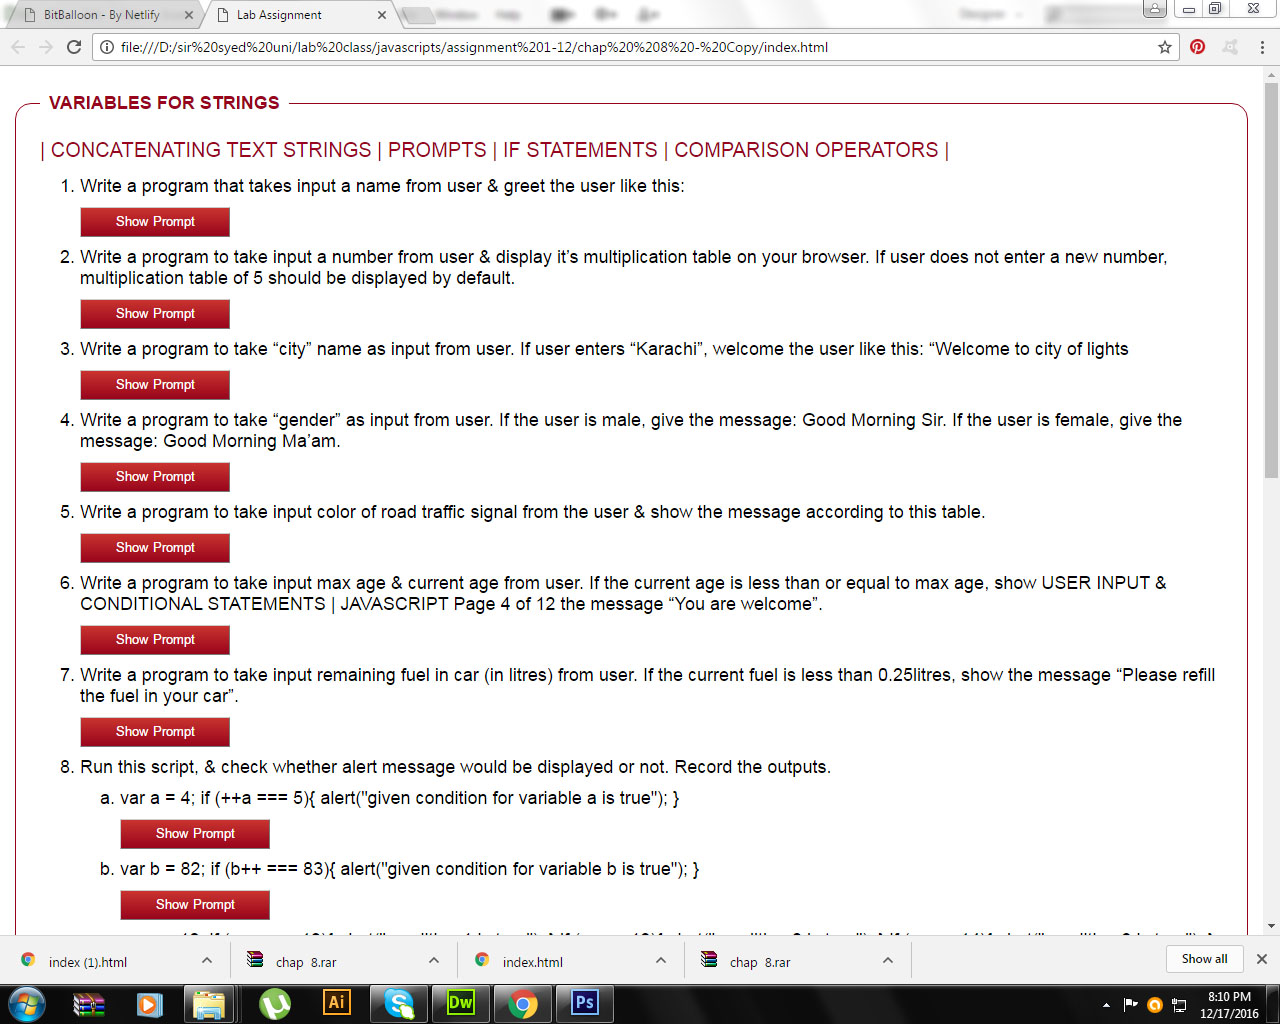 BitBalloon - By Netlify
Lab Assignment
Window Help
Designer
file:///D:/sir%20syed%20uni/lab%20class/javascripts/assignment%201-12/chap%20%208%20-%20Copy/index.html
VARIABLES FOR STRINGS
| CONCATENATING TEXT STRINGS | PROMPTS | IF STATEMENTS | COMPARISON OPERATORS |
1. Write a program that takes input a name from user & greet the user like this:
Show Prompt
2. Write a program to take input a number from user & display it’s multiplication table on your browser. If user does not enter a new number,
multiplication table of 5 should be displayed by default.
Show Prompt
3. Write a program to take “city” name as input from user. If user enters “Karachi”, welcome the user like this: “Welcome to city of lights
Show Prompt
4. Write a program to take “gender” as input from user. If the user is male, give the message: Good Morning Sir. If the user is female, give the
message: Good Morning Ma’am.
Show Prompt
5. Write a program to take input color of road traffic signal from the user & show the message according to this table.
Show Prompt
6. Write a program to take input max age & current age from user. If the current age is less than or equal to max age, show USER INPUT &
CONDITIONAL STATEMENTS | JAVASCRIPT Page 4 of 12 the message “You are welcome”.
Show Prompt
7. Write a program to take input remaining fuel in car (in litres) from user. If the current fuel is less than 0.25litres, show the message “Please refill
the fuel in your car”.
Show Prompt
8. Run this script, & check whether alert message would be displayed or not. Record the outputs.
a. var a = 4; if (++a === 5){ alert("given condition for variable a is true"); }
Show Prompt
b. var b = 82; if (b++ === 83){ alert("given condition for variable b is true"); }
Show Prompt
index (1).html
chap 8.rar
index.html
chap 8.rar
Show all
Ai
Dw
Ps
8:10 PM
12/17/2016